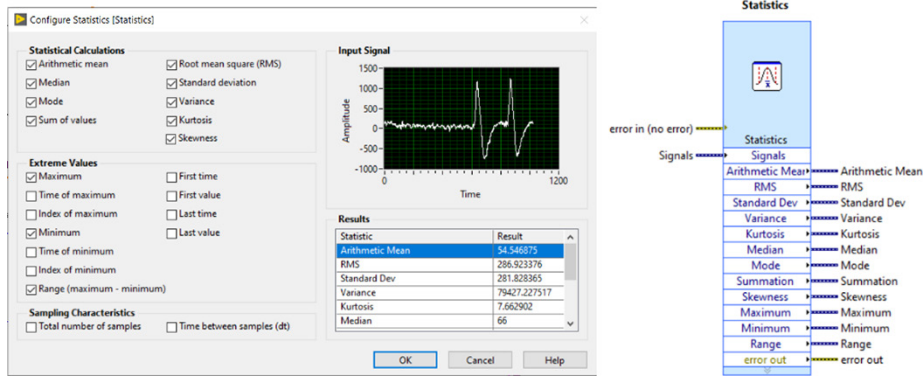 Configure Statistics [Statistics]
Statistical Calculations
Arithmetic mean
Median
Mode
Sum of values
Root mean square (RMS)
Standard deviation
Variance
Kurtosis
Skewness
Extreme Values
Maximum
Time of maximum
Index of maximum
Minimum
Time of minimum
Index of minimum
Range (maximum - minimum)
First time
First value
Last time
Last value
Sampling Characteristics
Total number of samples
Time between samples (dt)
Input Signal
Amplitude
1500
1000
500
0
-500
-1000
0
1200
Time
Results
Statistic Result
Arithmetic Mean 54.546875
RMS 286.923376
Standard Dev 281.828365
Variance 79427.227517
Kurtosis 7.662902
Median 66
OK Cancel Help
Statistics
error in (no error)
Statistics
Signals Signals
Arithmetic Mean Arithmetic Mean
RMS RMS
Standard Dev Standard Dev
Variance Variance
Kurtosis Kurtosis
Median Median
Mode Mode
Summation Summation
Skewness Skewness
Maximum Maximum
Minimum Minimum
Range Range
error out error out